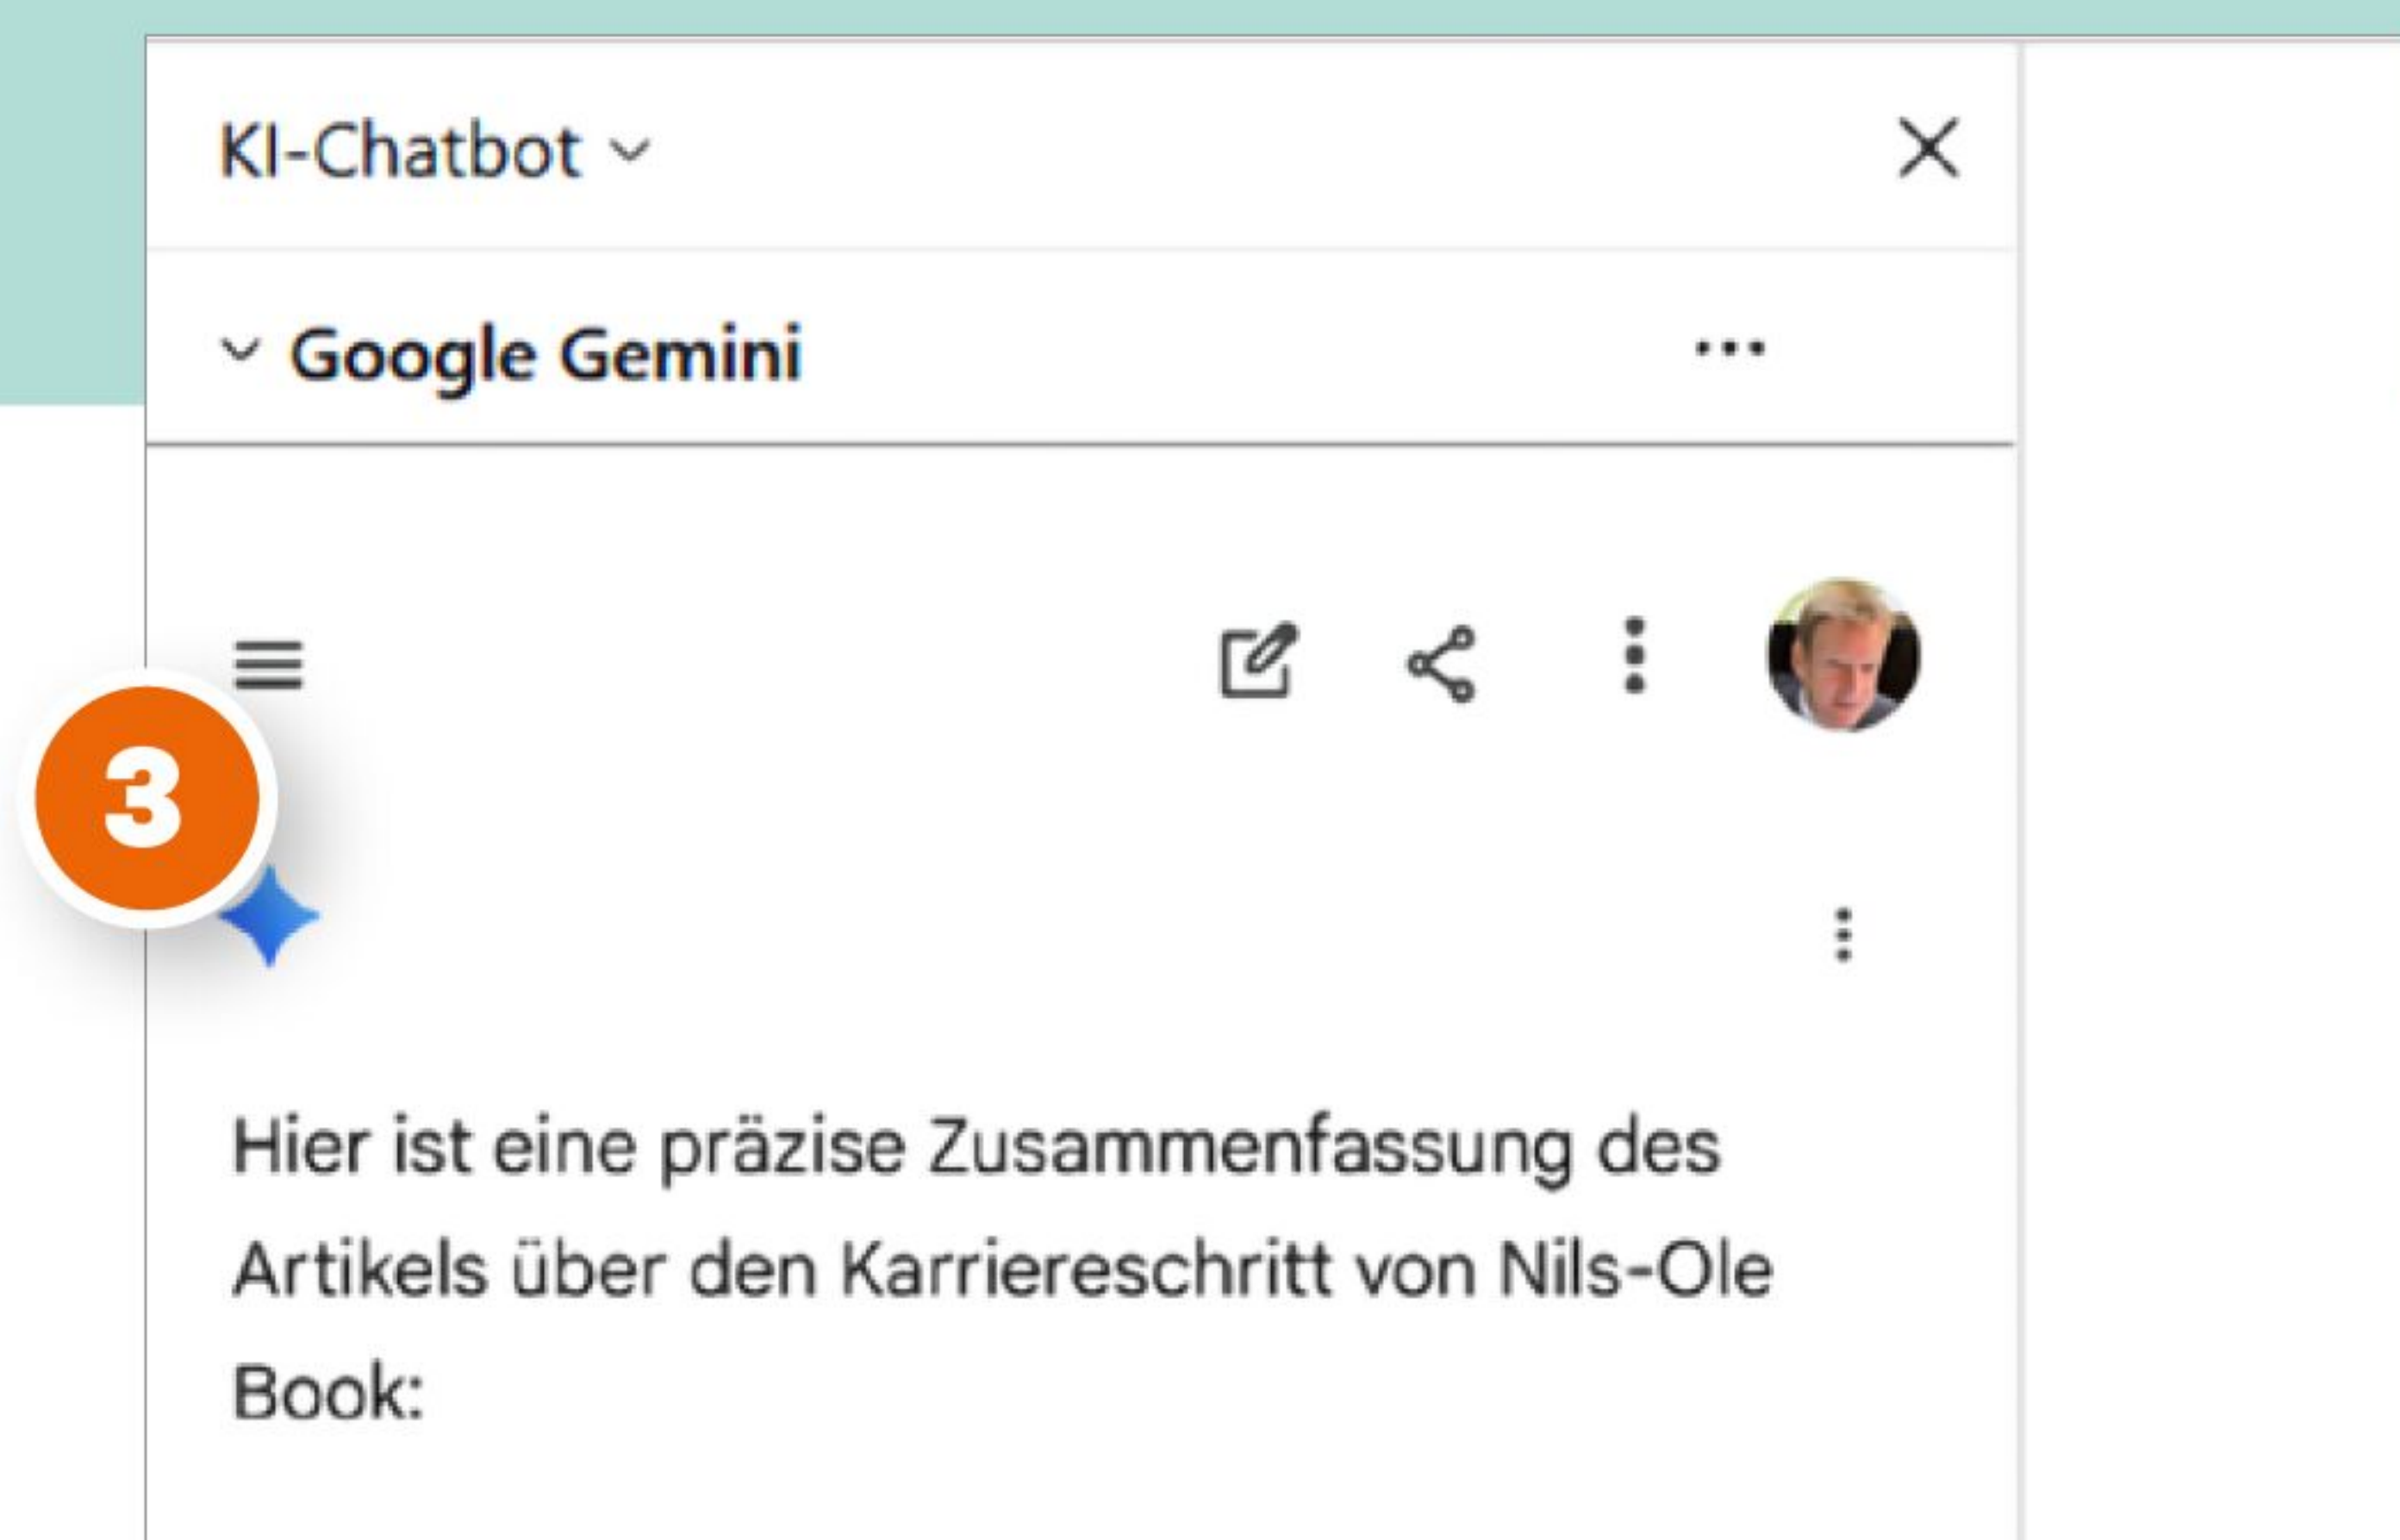 KI-Chatbot
Google Gemini
3
Hier ist eine präzise Zusammenfassung des
Artikels über den Karriereschritt von Nils-Ole
Book: